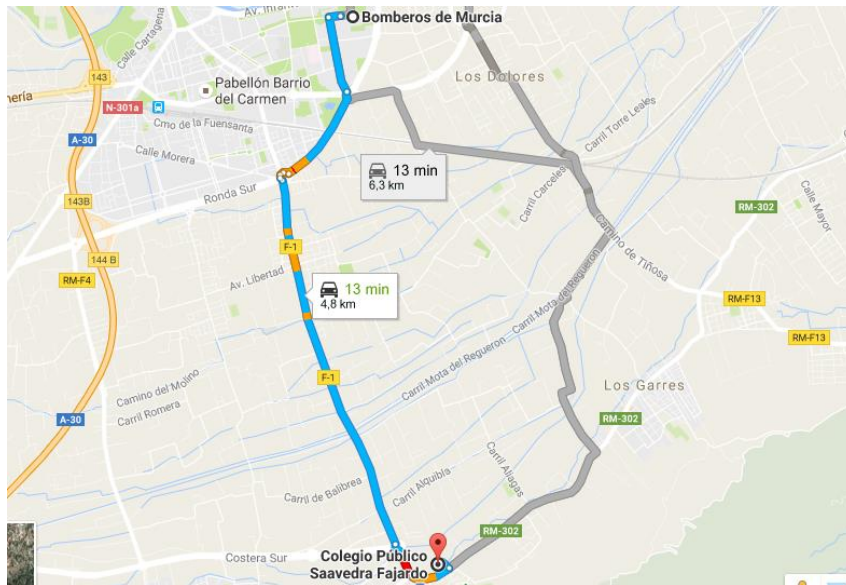 Av. Infante
Bomberos de Murcia
Calle Cartagena
143
Los Dolores
Pabellón Barrio
del Carmen
N-301a
Cmo de la Fuensanta
Carril Torre Leales
A-30
Calle Morera
13 min
6,3 km
Carril Carceles
Ronda Sur
143B
RM-302
Calle Mayor
Camino de Tiñosa
F-1
144 B
RM-F4
Av. Libertad
13 min
4,8 km
RM-F13
Carril Mota del Regueron
RM-F13
Camino del Molino
F-1
Carril Mota del Regueron
Los Garres
Carril Romera
A-30
RM-302
Carril Aliagas
Carril Alquibla
Carril de Balibrea
RM-302
Costera Sur
Colegio Público
Saavedra Fajardo